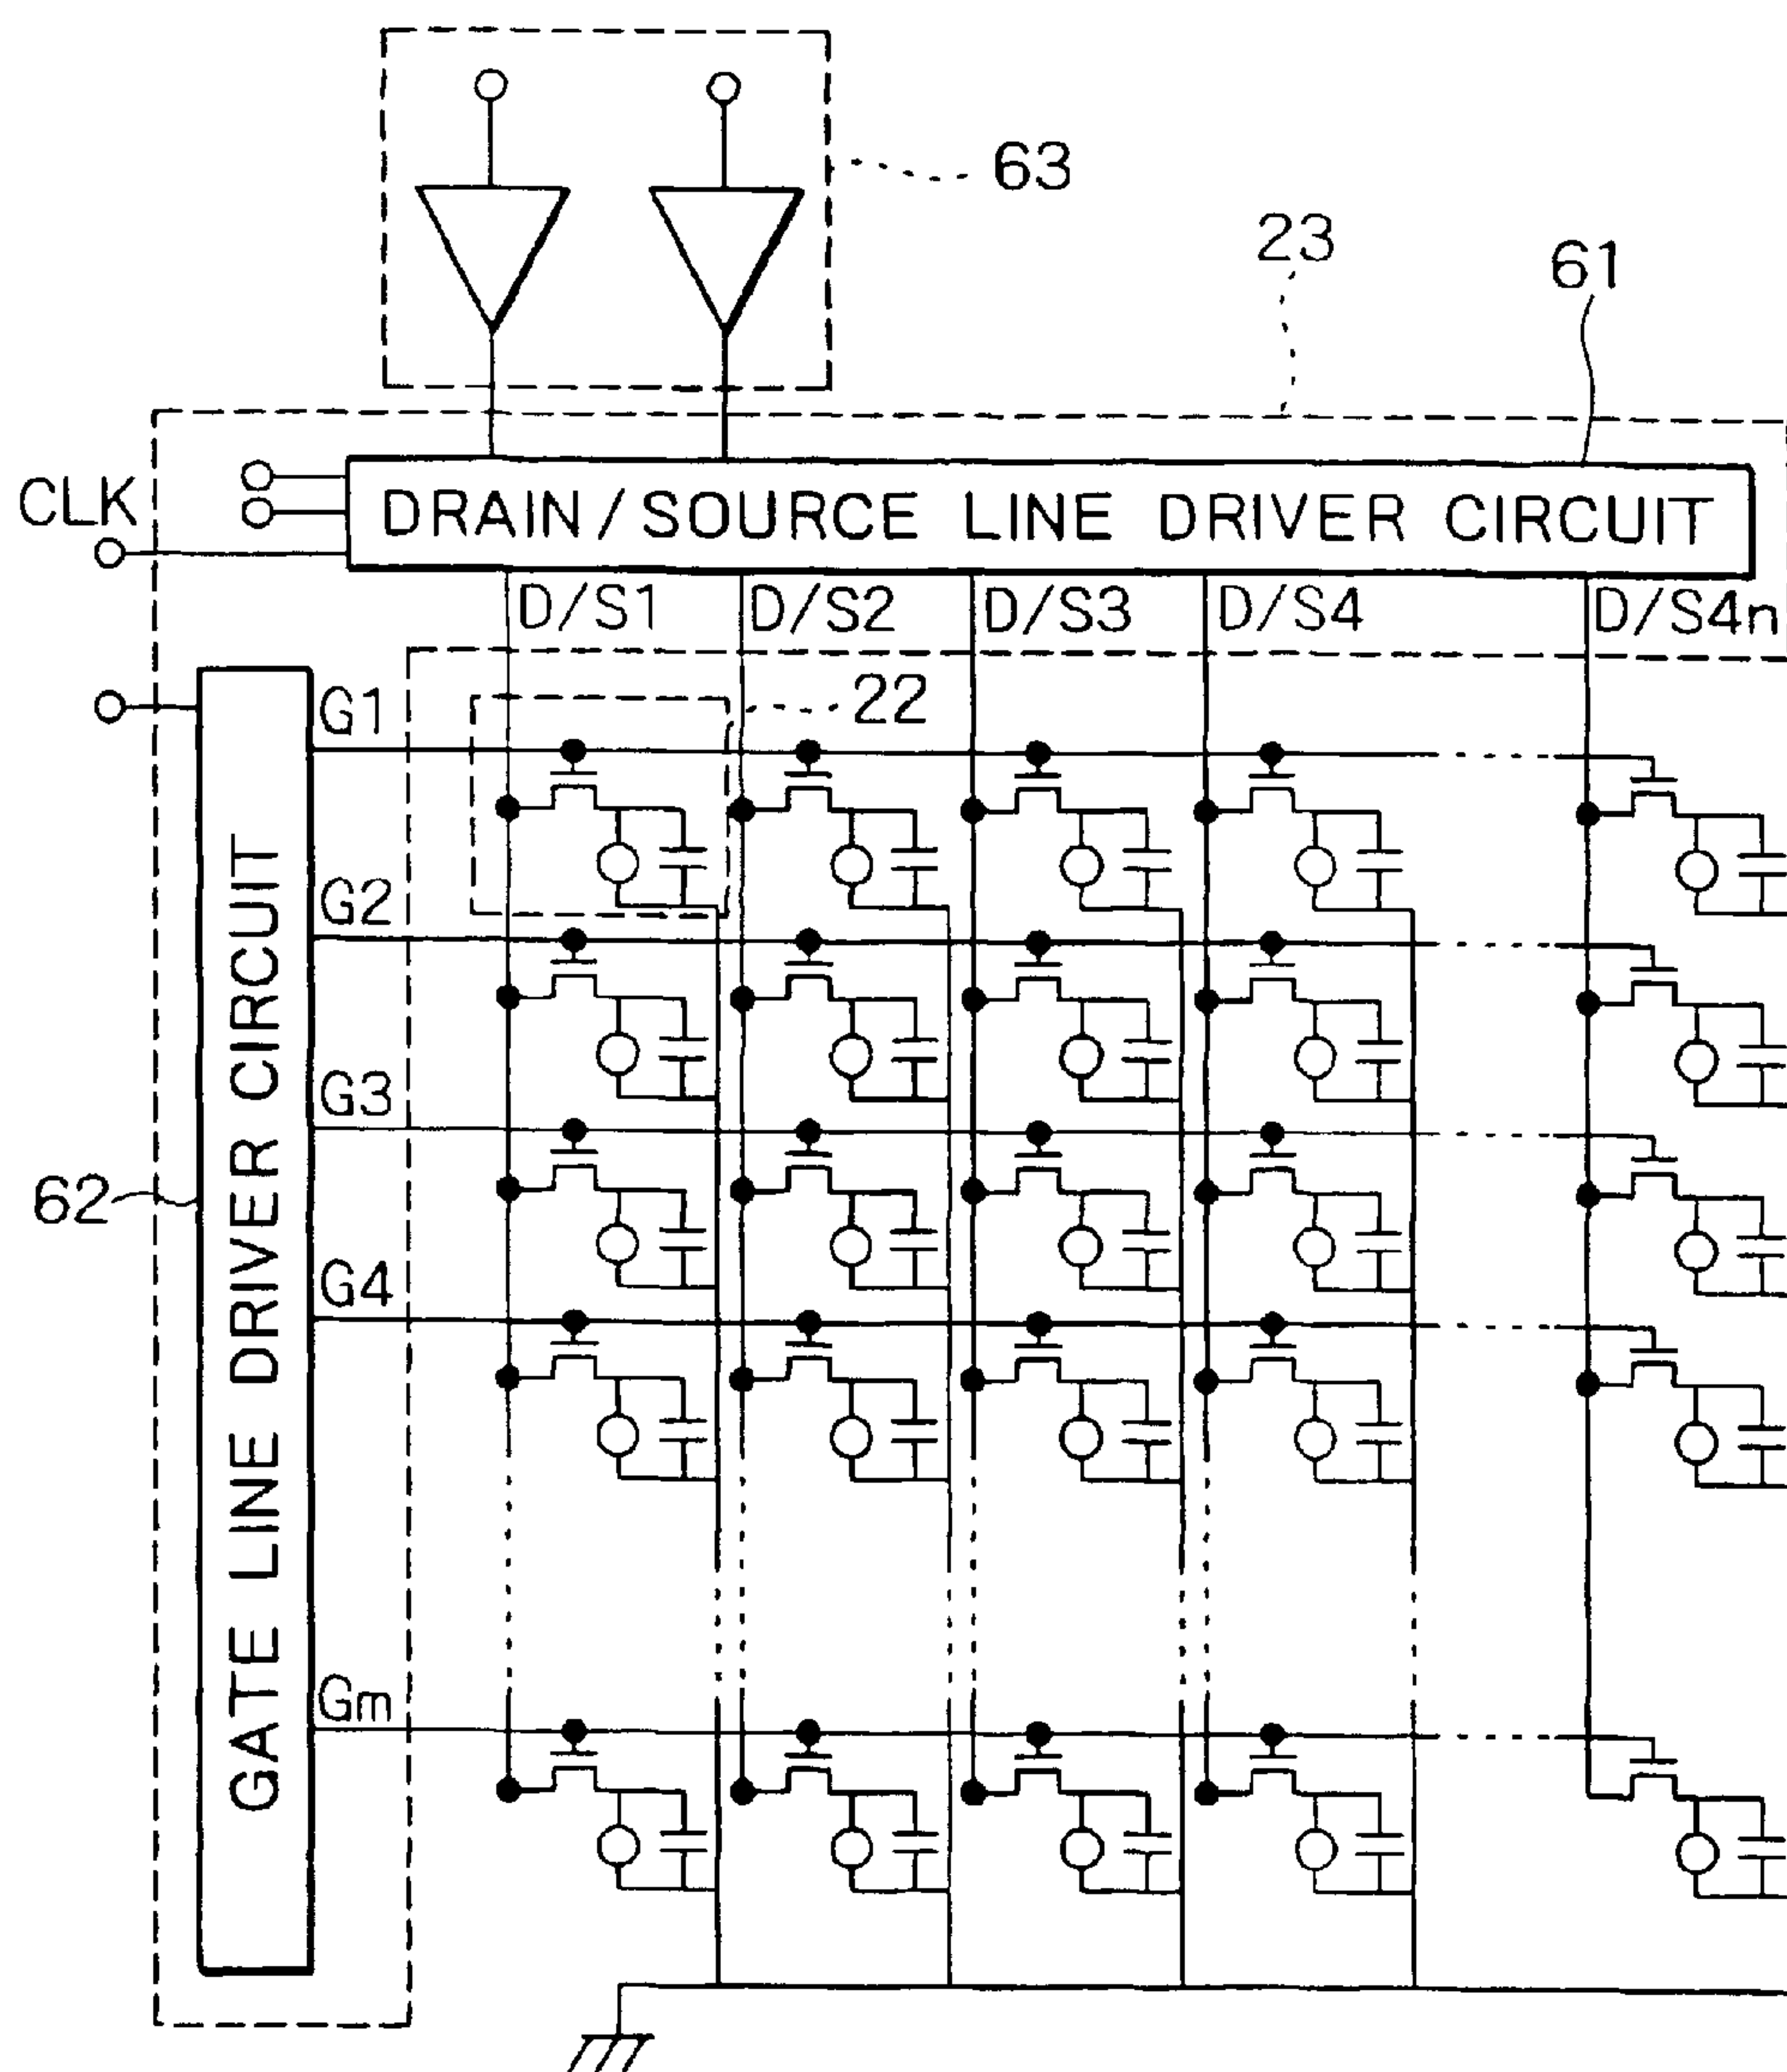 63
23
61
CLK
DRAIN/SOURCE LINE DRIVER CIRCUIT
D/S1 D/S2 D/S3 D/S4 D/S4n
22
G1
G2
G3
62
GATE LINE DRIVER CIRCUIT
G4
Gm